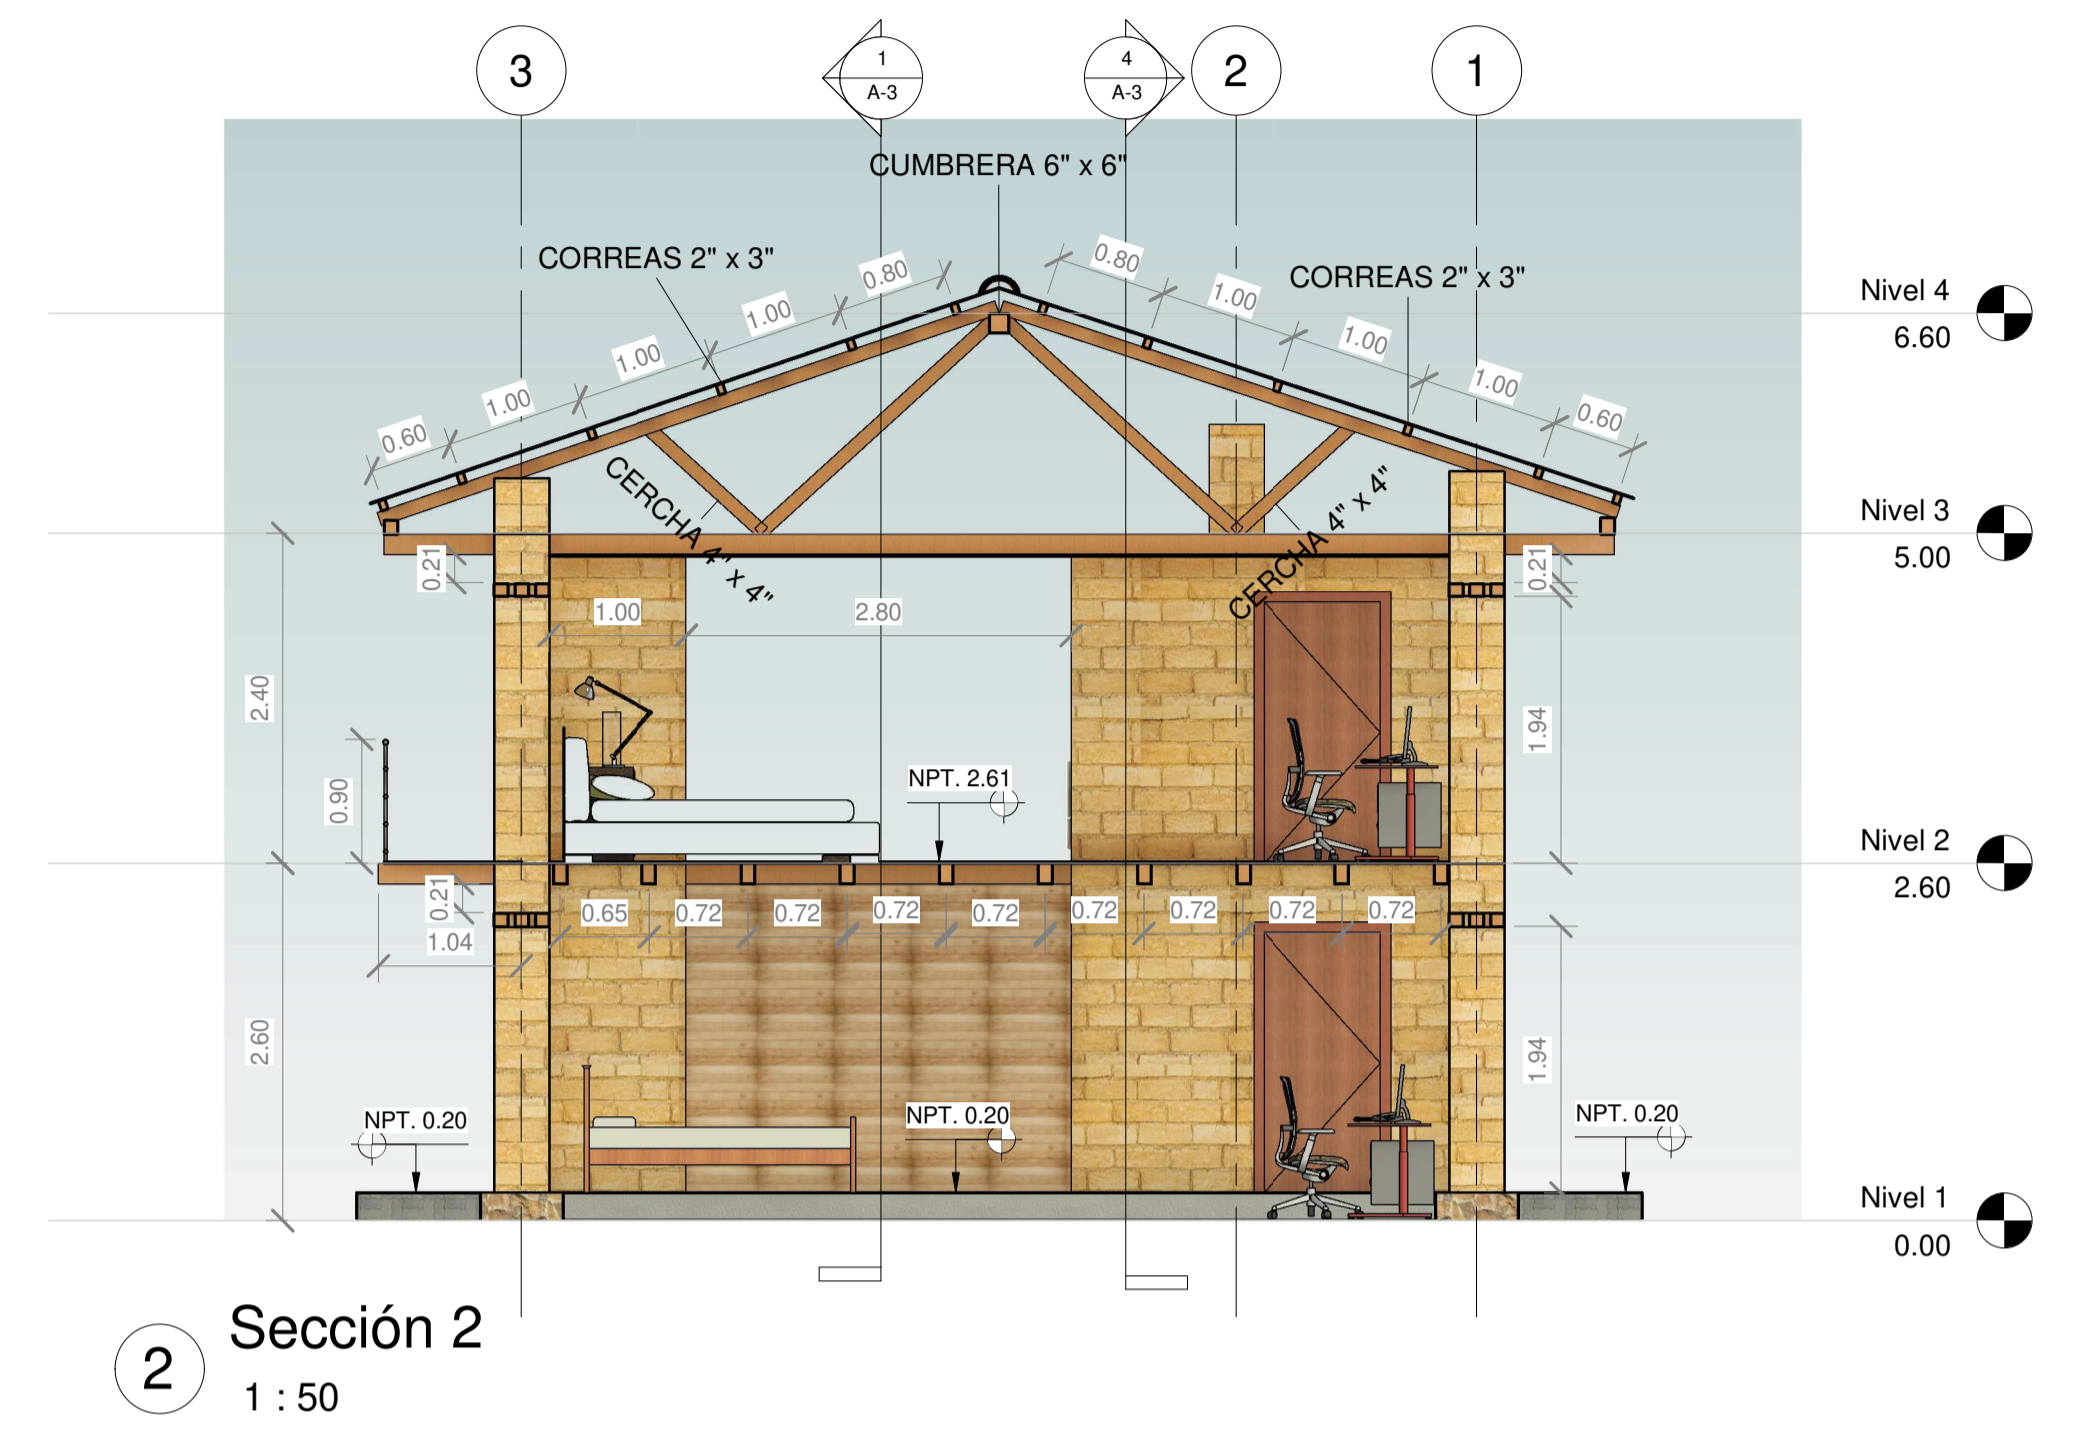 3
1
A-3
4
A-3
2
1
CUMBRERA 6" x 6"
CORREAS 2" x 3"
CORREAS 2" x 3"
0.60
1.00
1.00
1.00
0.80
0.80
1.00
1.00
1.00
0.60
Nivel 4
6.60
CERCHA 4" x 4"
CERCHA 4" x 4"
Nivel 3
5.00
0.21
0.21
1.00
2.80
2.40
0.90
1.94
NPT. 2.61
Nivel 2
2.60
0.21
1.04
0.65
0.72
0.72
0.72
0.72
0.72
0.72
0.72
0.72
2.60
1.94
NPT. 0.20
NPT. 0.20
NPT. 0.20
Nivel 1
0.00
2
Sección 2
1 : 50